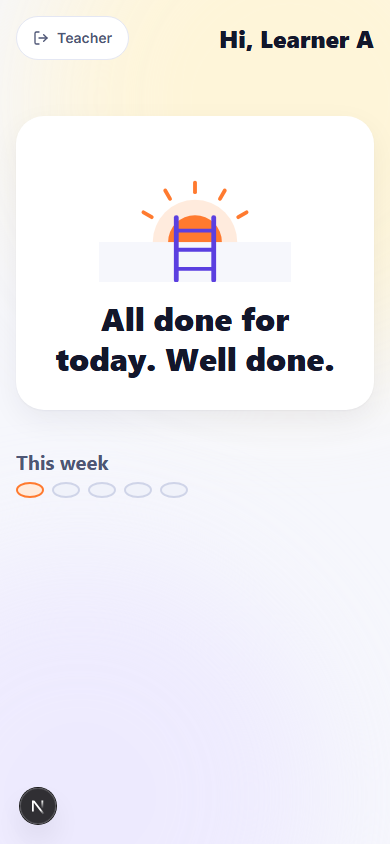 Teacher
Hi, Learner A
All done for
today. Well done.
This week
N